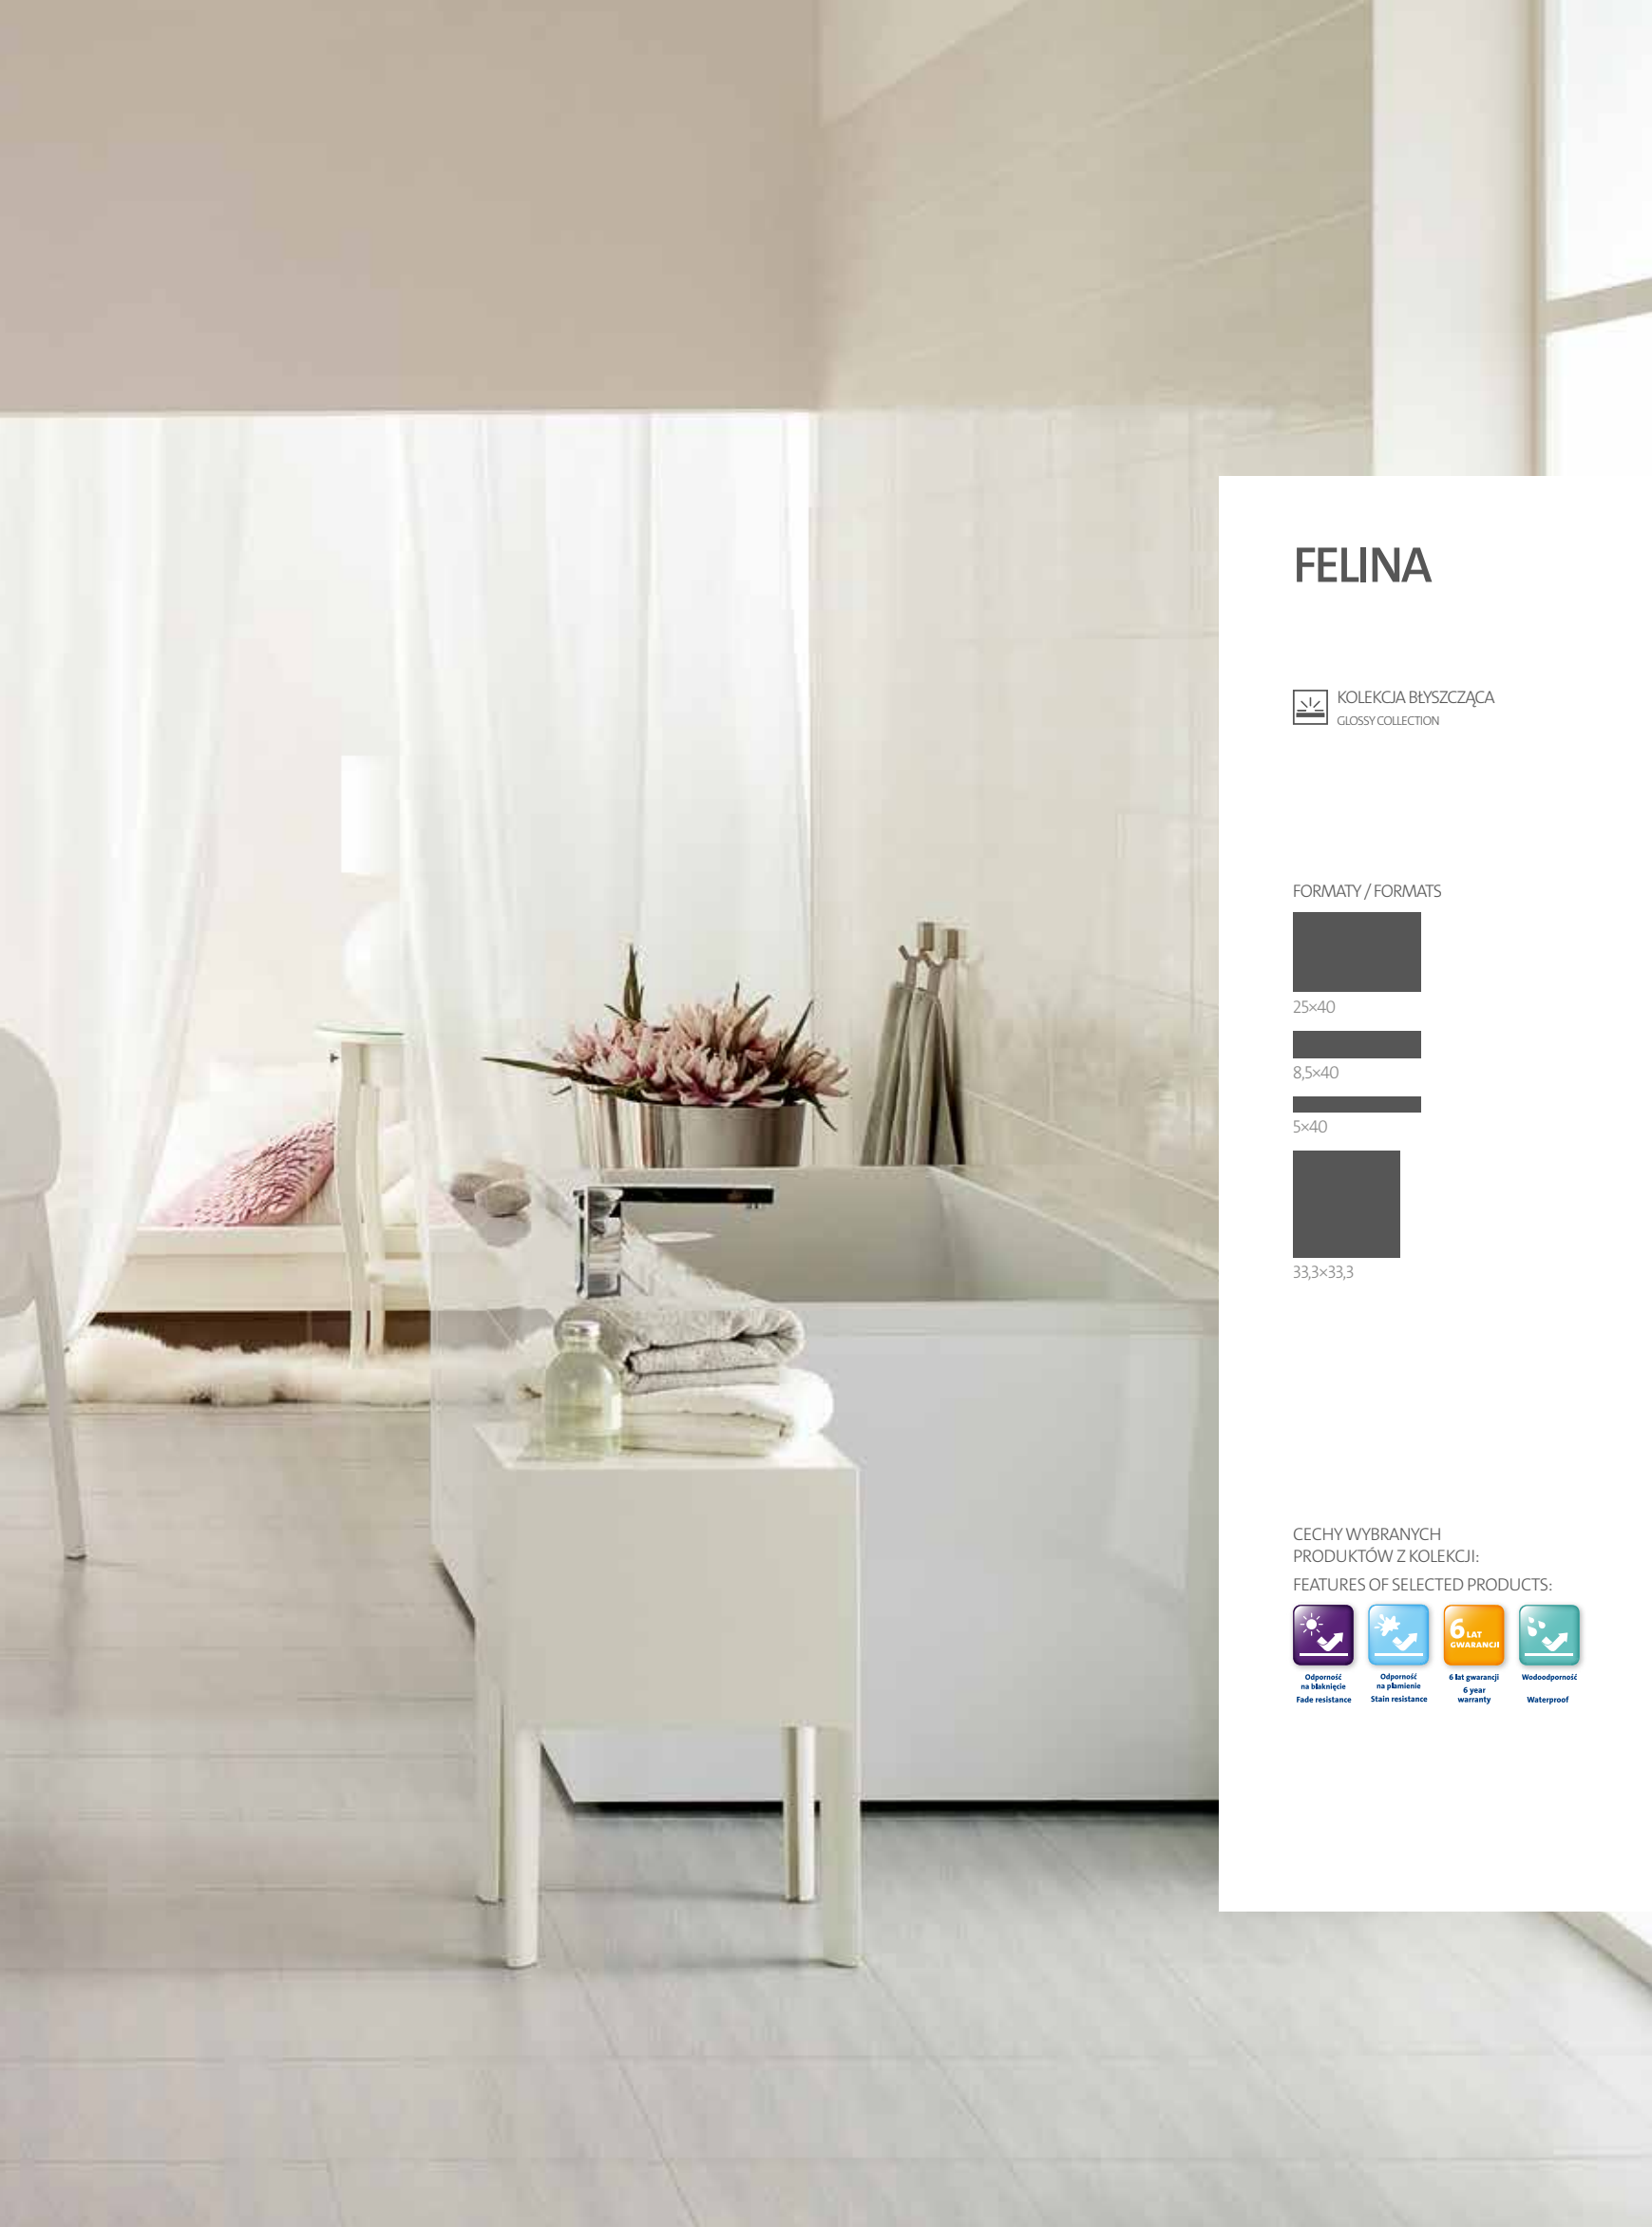 FELINA
KOLEKCJA BŁYSZCZĄCA
GLOSSY COLLECTION
FORMATY / FORMATS
25×40
8,5×40
5×40
33,3×33,3
CECHY WYBRANYCH
PRODUKTÓW Z KOLEKCJI:
FEATURES OF SELECTED PRODUCTS:
6 LAT
GWARANCJI
Odporność
na blaknięcie
Fade resistance
Odporność
na plamienie
Stain resistance
6 lat gwarancji
6 year
warranty
Wodoodporność
Waterproof